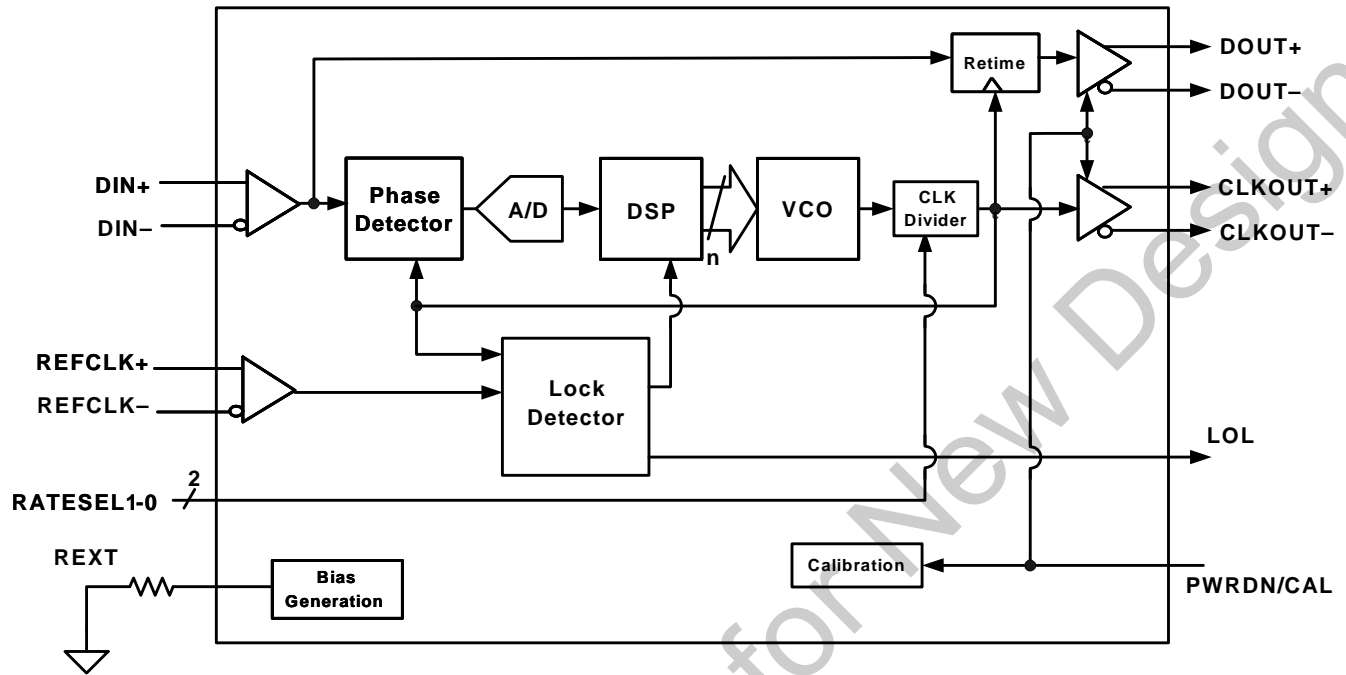 DOUT+
Retime
DOUT–
DIN+
Phase
Detector
A/D
DSP
VCO
CLK
Divider
CLKOUT+
DIN–
CLKOUT–
n
REFCLK+
Lock
Detector
REFCLK–
LOL
2
RATESEL1-0
REXT
Bias
Generation
Calibration
PWRDN/CAL
for New Design